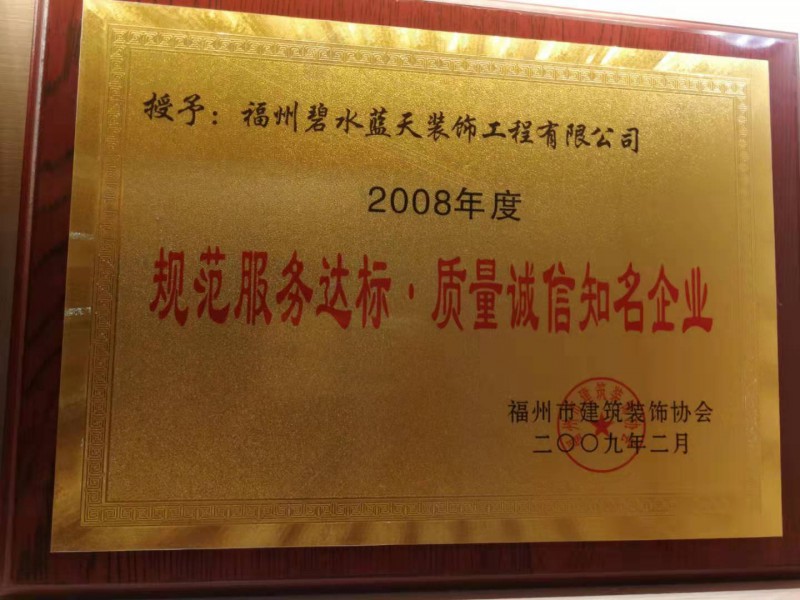 授予：福州碧水蓝天装饰工程有限公司
2008年度
规范服务达标·质量诚信知名企业
福州市建筑装饰协会
二〇〇九年二月